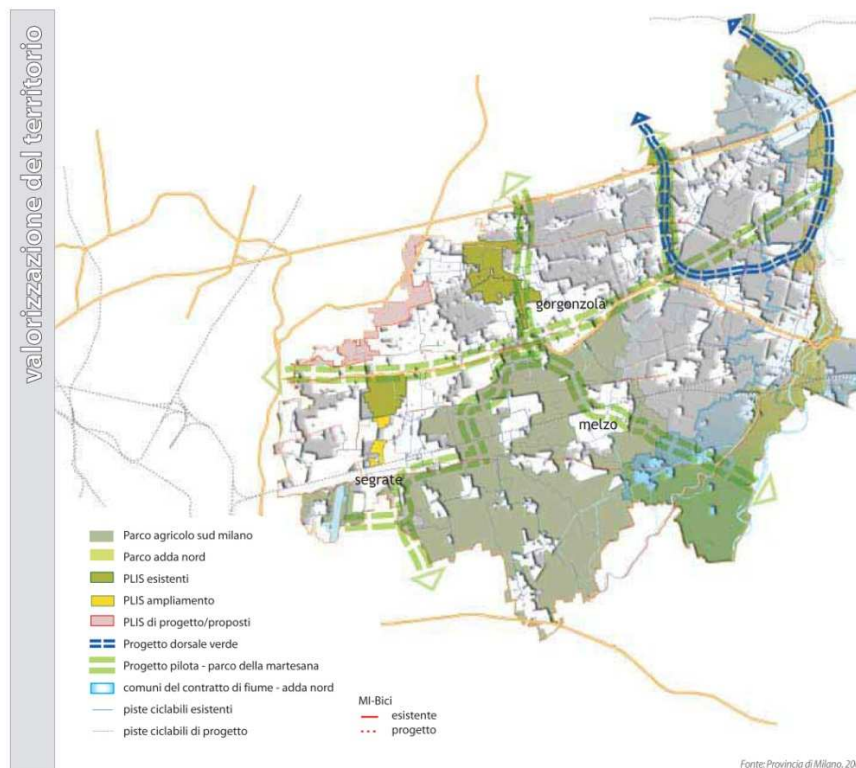 valorizzazione del territorio
gorgonzola
melzo
segrate
Parco agricolo sud milano
Parco adda nord
PLIS esistenti
PLIS ampliamento
PLIS di progetto/proposti
Progetto dorsale verde
Progetto pilota - parco della martesana
comuni del contratto di fiume - adda nord
piste ciclabili esistenti
piste ciclabili di progetto
MI-Bici
esistente
progetto
Fonte: Provincia di Milano, 20